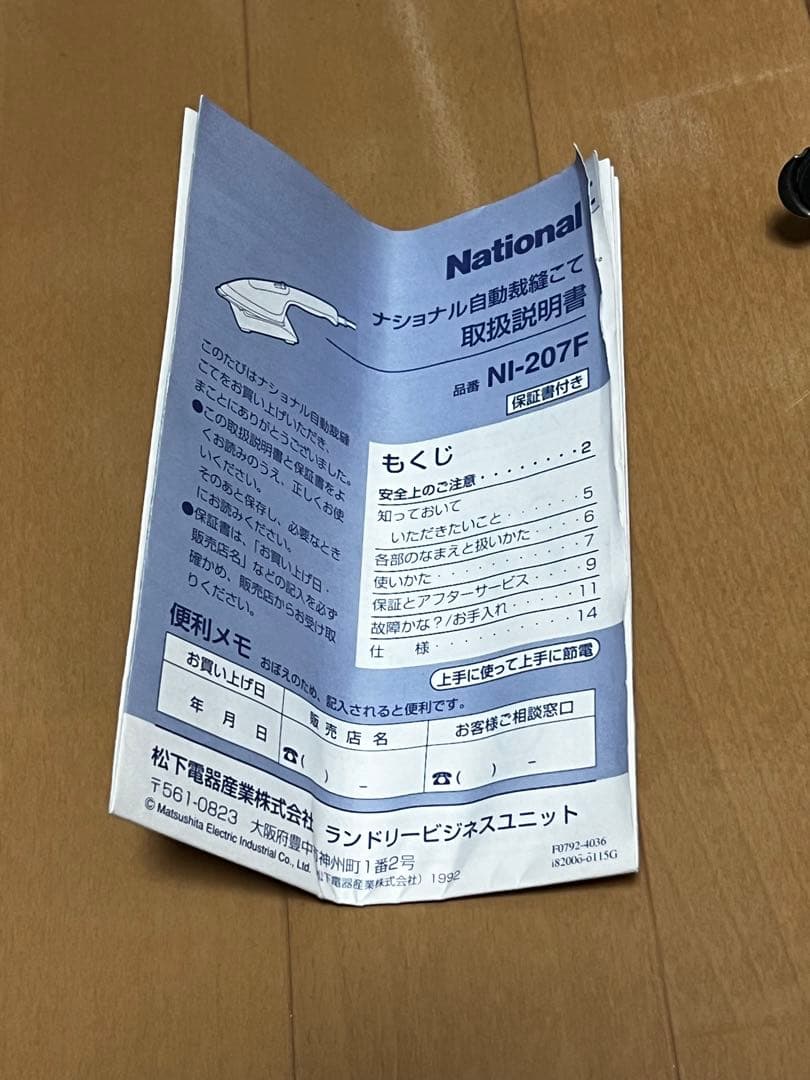 National
ナショナル自動裁縫こて
取扱説明書
品番 NI-207F
保証書付き
このたびはナショナル自動裁縫
こてをお買い上げいただき、
まことにありがとうございました。
●この取扱説明書と保証書をよ
くお読みのうえ、正しくお使
いください。
そのあと保存し、必要なとき
にお読みください。
●保証書は、「お買い上げ日・
販売店名」などの記入を必ず
確かめ、販売店からお受け取
りください。
もくじ
安全上のご注意・・・・・・・・2
知っておいて
いただきたいこと・・・・・・5
各部のなまえと扱いかた・・・・6
使いかた・・・・・・・・・・・7
保証とアフターサービス・・・・9
故障かな?/お手入れ・・・・・11
仕 様・・・・・・・・・・・14
上手に使って上手に節電
便利メモ おぼえのため、記入されると便利です。
お買い上げ日
年 月 日
販売店名
☎( ) -
お客様ご相談窓口
☎( ) -
松下電器産業株式会社 ランドリービジネスユニット
〒561-0823 大阪府豊中市神州町1番2号
© Matsushita Electric Industrial Co., Ltd. 松下電器産業株式会社) 1992
F0792-4036
i82006-6115G